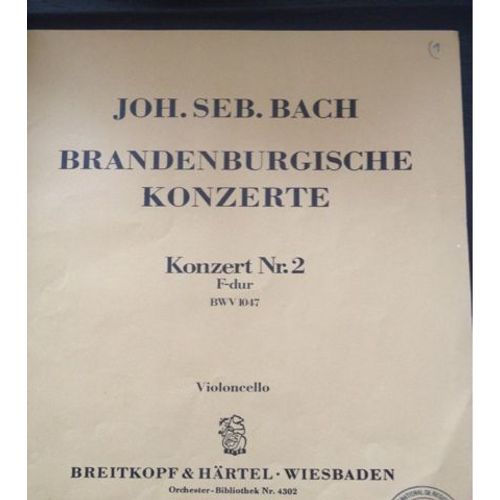 (1
JOH. SEB. BACH
BRANDENBURGISCHE
KONZERTE
Konzert Nr. 2
F-dur
BWV 1047
Violoncello
BREITKOPF & HÄRTEL · WIESBADEN
Orchester-Bibliothek Nr. 4302